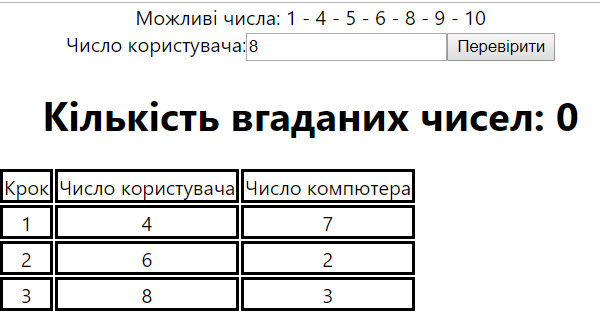 Можливі числа: 1 - 4 - 5 - 6 - 8 - 9 - 10
Число користувача: 8 Перевірити
Кількість вгаданих чисел: 0
Крок Число користувача Число компютера
1 4 7
2 6 2
3 8 3